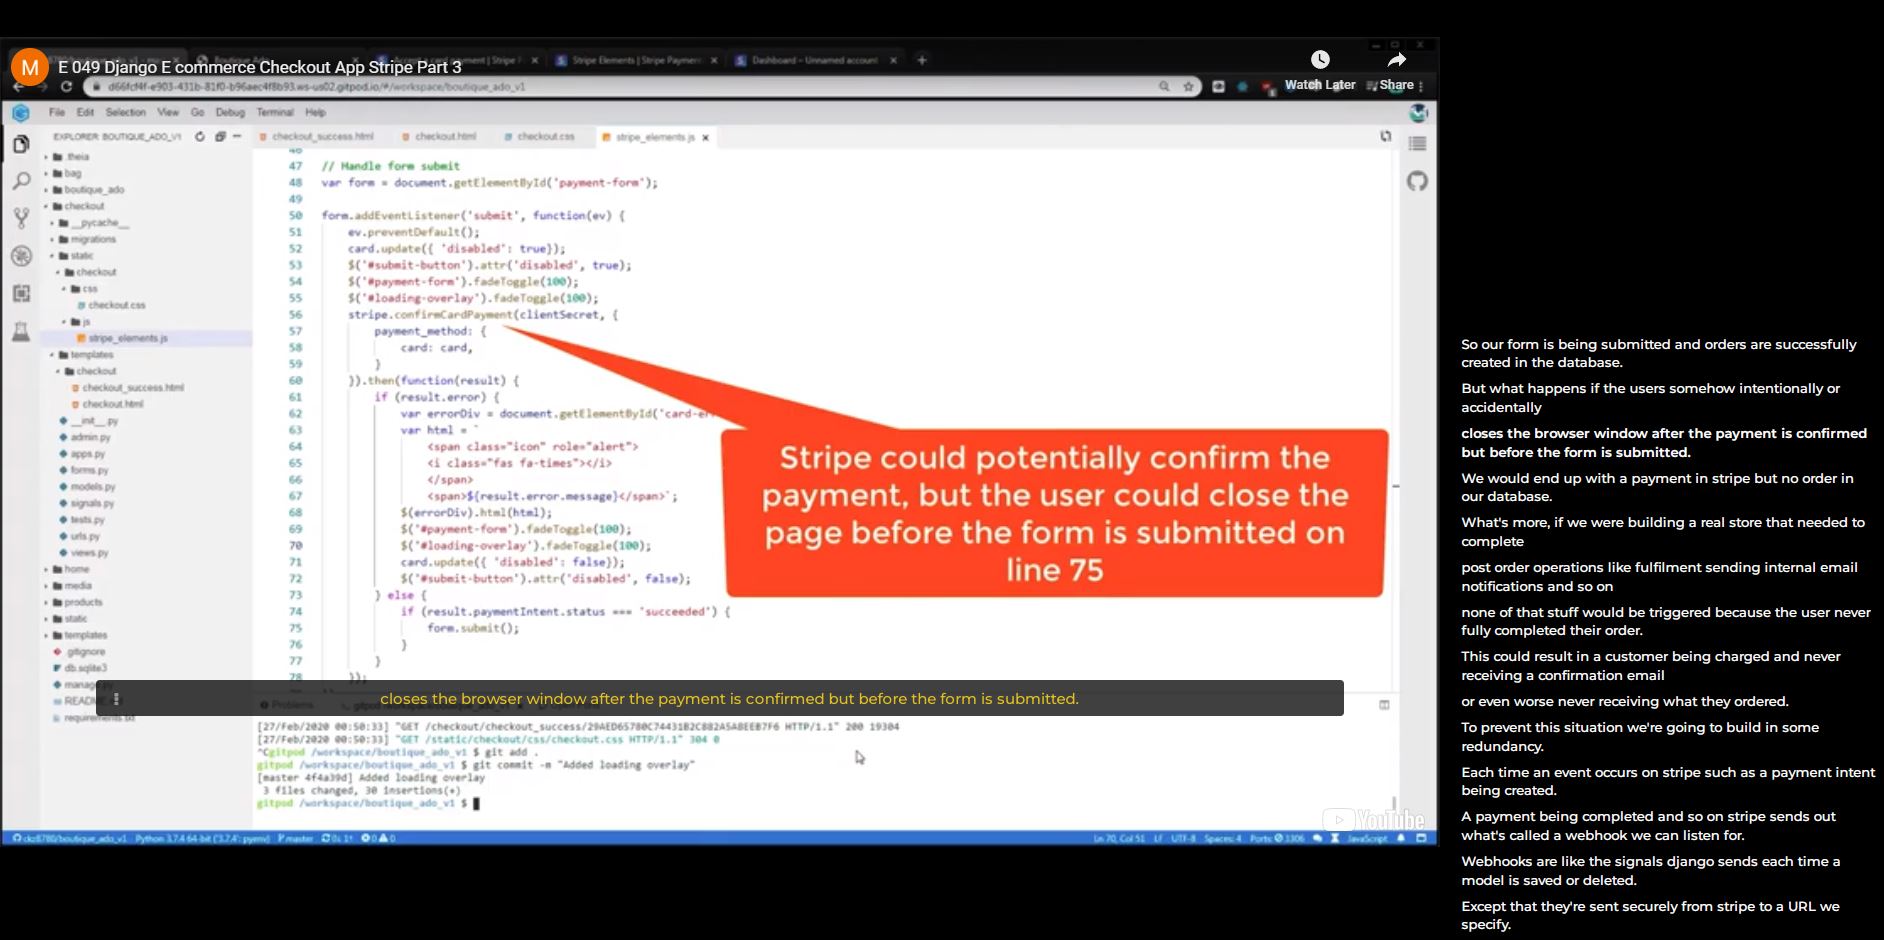 M
E 049 Django E commerce Checkout App Stripe Part 3
Stripe Elements | Stripe Paymen
Dashboard – Unnamed account
Watch Later
Share
File Edit Selection View Go Debug Terminal Help
EXPLORER: BOUTIQUE_ADO_V1
checkout_success.html
checkout.html
checkout.css
stripe_elements.js
.theia
bag
boutique_ado
checkout
__pycache__
migrations
static
checkout
css
checkout.css
js
stripe_elements.js
templates
checkout
checkout_success.html
checkout.html
__init__.py
admin.py
apps.py
forms.py
models.py
signals.py
tests.py
urls.py
views.py
home
media
products
static
templates
.gitignore
db.sqlite3
manage
README
requirements.txt
46
47 // Handle form submit
48 var form = document.getElementById('payment-form');
49
50 form.addEventListener('submit', function(ev) {
51 ev.preventDefault();
52 card.update({ 'disabled': true});
53 $('#submit-button').attr('disabled', true);
54 $('#payment-form').fadeToggle(100);
55 $('#loading-overlay').fadeToggle(100);
56 stripe.confirmCardPayment(clientSecret, {
57 payment_method: {
58 card: card,
59 }
60 }).then(function(result) {
61 if (result.error) {
62 var errorDiv = document.getElementById('card-er
63 var html = `
64 <span class="icon" role="alert">
65 <i class="fas fa-times"></i>
66 </span>
67 <span>${result.error.message}</span>`;
68 $(errorDiv).html(html);
69 $('#payment-form').fadeToggle(100);
70 $('#loading-overlay').fadeToggle(100);
71 card.update({ 'disabled': false});
72 $('#submit-button').attr('disabled', false);
73 } else {
74 if (result.paymentIntent.status === 'succeeded') {
75 form.submit();
76 }
77 }
78 });
Stripe could potentially confirm the
payment, but the user could close the
page before the form is submitted on
line 75
closes the browser window after the payment is confirmed but before the form is submitted.
Problems
[27/Feb/2020 00:50:33] "GET /checkout/checkout_success/29AED65780C74431B2C882A5A8EEB7F6 HTTP/1.1" 200 19304
[27/Feb/2020 00:50:33] "GET /static/checkout/css/checkout.css HTTP/1.1" 304 0
^Cgitpod /workspace/boutique_ado_v1 $ git add .
gitpod /workspace/boutique_ado_v1 $ git commit -m "Added loading overlay"
[master 4f4a39d] Added loading overlay
3 files changed, 30 insertions(+)
gitpod /workspace/boutique_ado_v1 $
YouTube
Python 3.7.4 64-bit ('3.7.4': pyenv) master
Ln 70, Col 51 LF UTF-8 Spaces: 4 JavaScript
So our form is being submitted and orders are successfully
created in the database.
But what happens if the users somehow intentionally or
accidentally
closes the browser window after the payment is confirmed
but before the form is submitted.
We would end up with a payment in stripe but no order in
our database.
What's more, if we were building a real store that needed to
complete
post order operations like fulfilment sending internal email
notifications and so on
none of that stuff would be triggered because the user never
fully completed their order.
This could result in a customer being charged and never
receiving a confirmation email
or even worse never receiving what they ordered.
To prevent this situation we're going to build in some
redundancy.
Each time an event occurs on stripe such as a payment intent
being created.
A payment being completed and so on stripe sends out
what's called a webhook we can listen for.
Webhooks are like the signals django sends each time a
model is saved or deleted.
Except that they're sent securely from stripe to a URL we
specify.